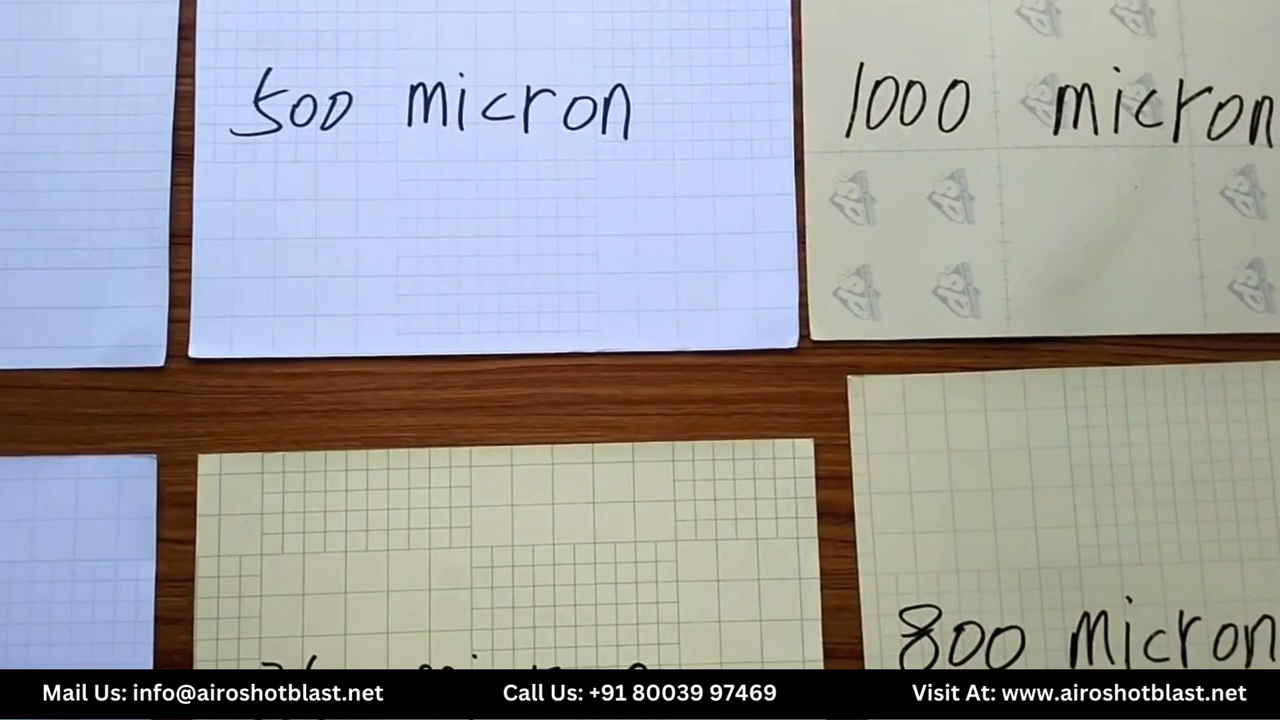 500 micron
1000 micron
800 micron
Mail Us: info@airoshotblast.net
Call Us: +91 80039 97469
Visit At: www.airoshotblast.net